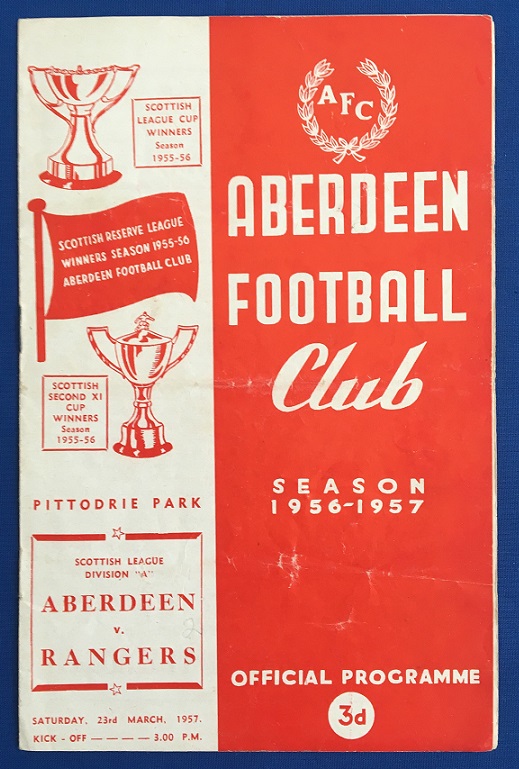 SCOTTISH
LEAGUE CUP
WINNERS
Season
1955-56
SCOTTISH RESERVE LEAGUE
WINNERS SEASON 1955-56
ABERDEEN FOOTBALL CLUB
SCOTTISH
SECOND XI
CUP
WINNERS
Season
1955-56
PITTODRIE PARK
SCOTTISH LEAGUE
DIVISION "A"
ABERDEEN
v.
RANGERS
2
SATURDAY, 23rd MARCH, 1957.
KICK - OFF — — — — 3.00 P.M.
AFC
ABERDEEN
FOOTBALL
Club
SEASON
1956-1957
OFFICIAL PROGRAMME
3d